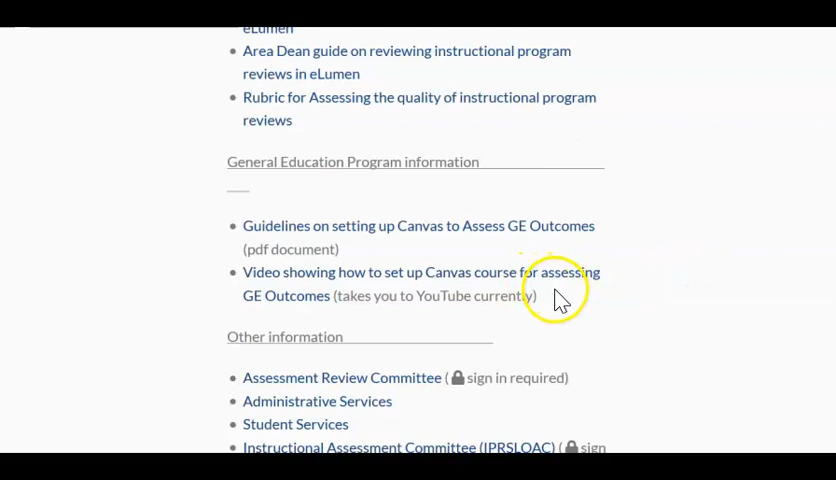 eLumen
Area Dean guide on reviewing instructional program
reviews in eLumen
Rubric for Assessing the quality of instructional program
reviews
General Education Program information
Guidelines on setting up Canvas to Assess GE Outcomes
(pdf document)
Video showing how to set up Canvas course for assessing
GE Outcomes (takes you to YouTube currently)
Other information
Assessment Review Committee ( sign in required)
Administrative Services
Student Services
Instructional Assessment Committee (IPRSLOAC) ( sign